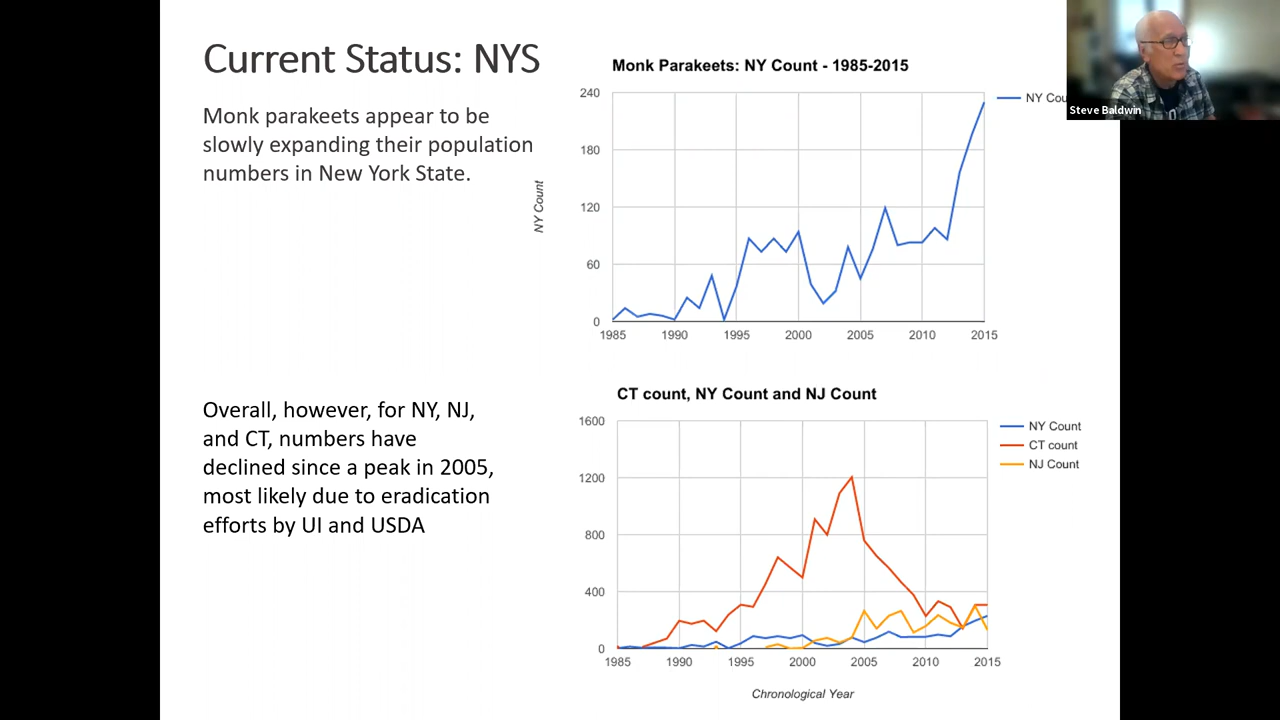 Current Status: NYS
Monk parakeets appear to be
slowly expanding their population
numbers in New York State.
Monk Parakeets: NY Count - 1985-2015
NY Count
240
180
120
60
0
1985 1990 1995 2000 2005 2010 2015
NY Cou
Steve Baldwin
Overall, however, for NY, NJ,
and CT, numbers have
declined since a peak in 2005,
most likely due to eradication
efforts by UI and USDA
CT count, NY Count and NJ Count
1600
1200
800
400
0
1985 1990 1995 2000 2005 2010 2015
Chronological Year
NY Count
CT count
NJ Count